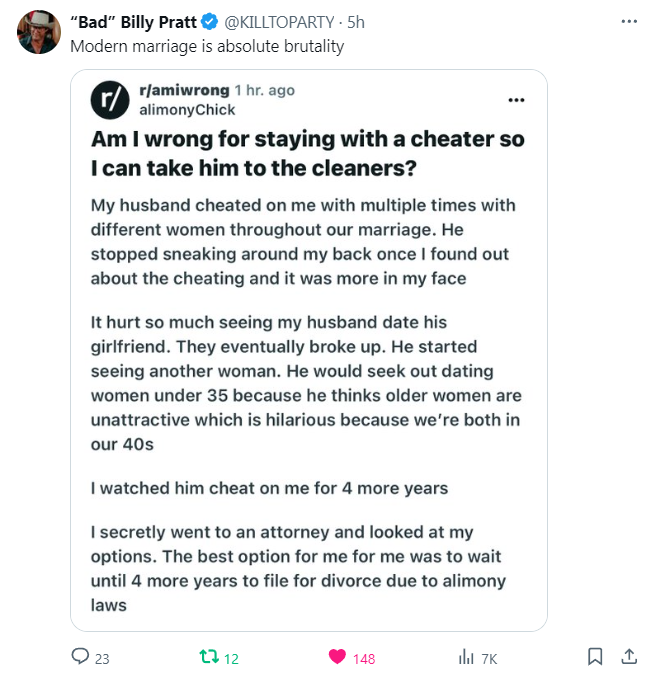 “Bad” Billy Pratt @KILLTOPARTY · 5h
Modern marriage is absolute brutality
r/ r/amiwrong 1 hr. ago
alimonyChick
Am I wrong for staying with a cheater so
I can take him to the cleaners?
My husband cheated on me with multiple times with
different women throughout our marriage. He
stopped sneaking around my back once I found out
about the cheating and it was more in my face
It hurt so much seeing my husband date his
girlfriend. They eventually broke up. He started
seeing another woman. He would seek out dating
women under 35 because he thinks older women are
unattractive which is hilarious because we’re both in
our 40s
I watched him cheat on me for 4 more years
I secretly went to an attorney and looked at my
options. The best option for me for me was to wait
until 4 more years to file for divorce due to alimony
laws
23 12 148 7K